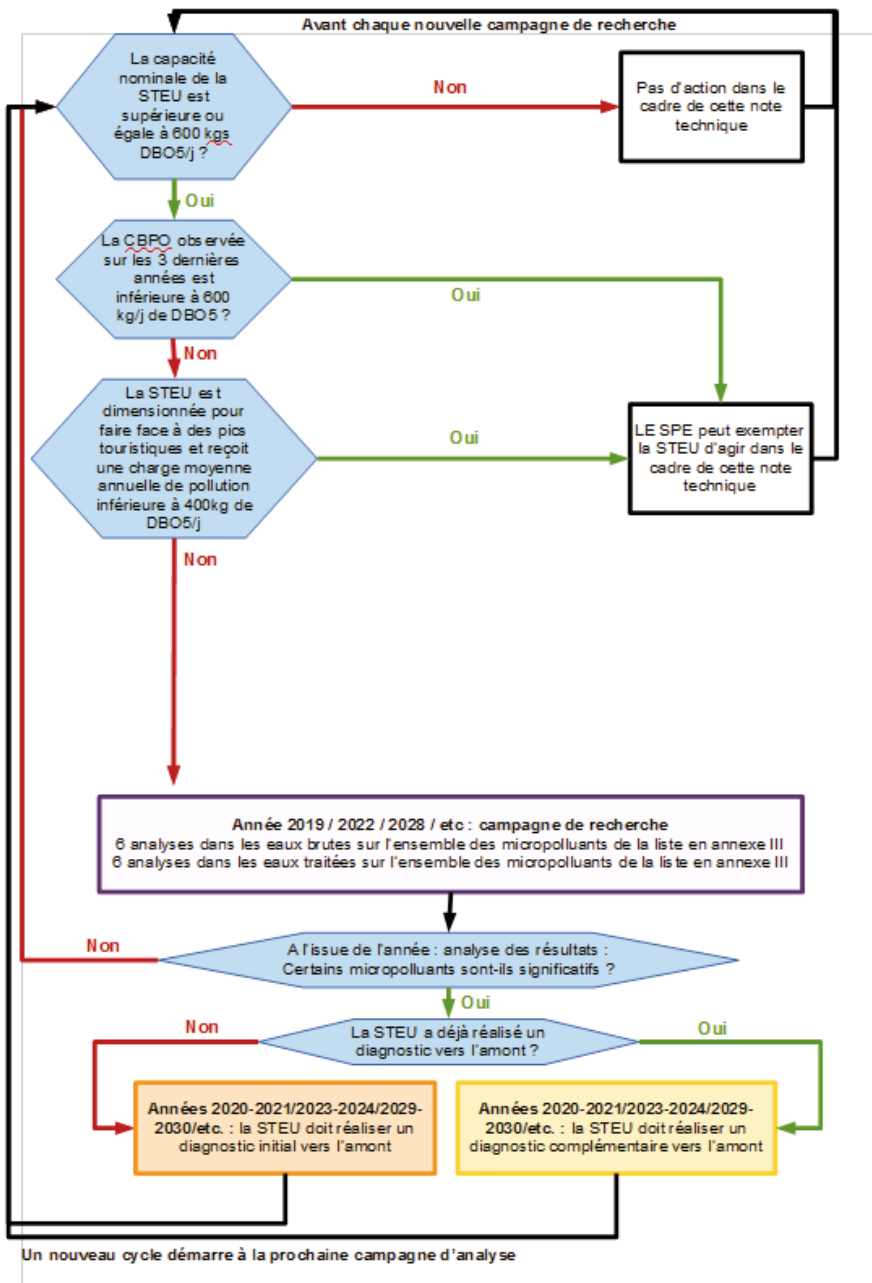 Avant chaque nouvelle campagne de recherche
La capacité
nominale de la
STEU est
supérieure ou
égale à 600 kgs
DBO5/j ?
Non
Pas d'action dans le
cadre de cette note
technique
Oui
La CBPO observée
sur les 3 dernières
années est
inférieure à 600
kg/j de DBO5 ?
Oui
Non
La STEU est
dimensionnée pour
faire face à des pics
touristiques et reçoit
une charge moyenne
annuelle de pollution
inférieure à 400kg de
DBO5/j
Oui
LE SPE peut exempter
la STEU d'agir dans le
cadre de cette note
technique
Non
Année 2019 / 2022 / 2028 / etc : campagne de recherche
6 analyses dans les eaux brutes sur l'ensemble des micropolluants de la liste en annexe III
6 analyses dans les eaux traitées sur l'ensemble des micropolluants de la liste en annexe III
Non
A l'issue de l'année : analyse des résultats :
Certains micropolluants sont-ils significatifs ?
Oui
Non
La STEU a déjà réalisé un
diagnostic vers l'amont ?
Oui
Années 2020-2021/2023-2024/2029-
2030/etc. : la STEU doit réaliser un
diagnostic initial vers l'amont
Années 2020-2021/2023-2024/2029-
2030/etc. : la STEU doit réaliser un
diagnostic complémentaire vers l'amont
Un nouveau cycle démarre à la prochaine campagne d'analyse